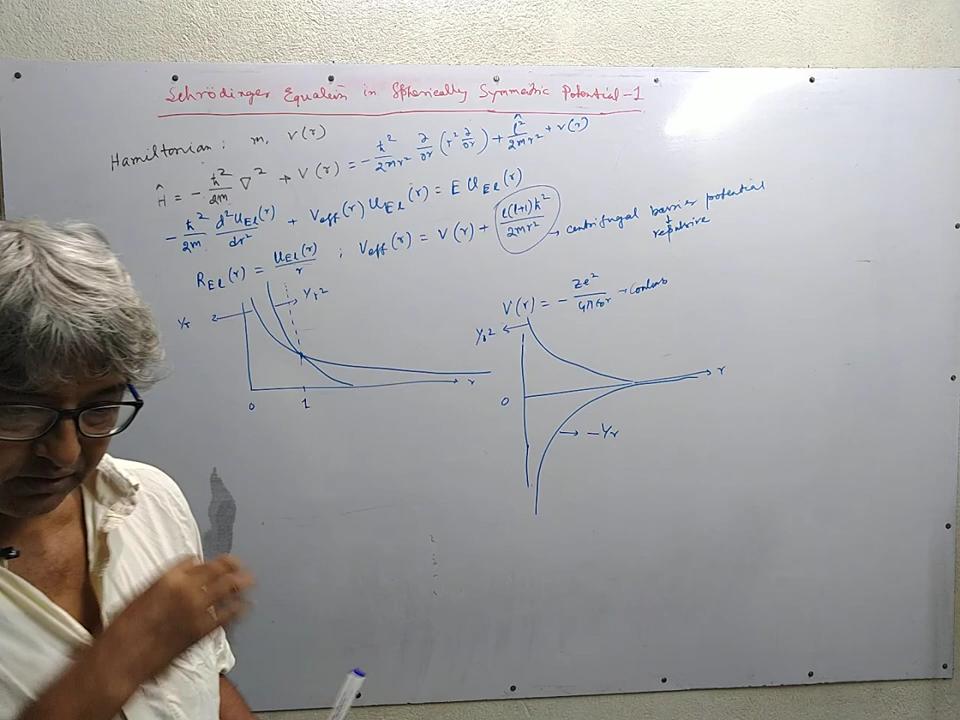 Schrödinger Equation in Spherically Symmetric Potential-1
Hamiltonian: m, V(r)
Ĥ = -ħ²/2m ∇² + V(r) = -ħ²/2mr² ∂/∂r (r² ∂/∂r) + l̂²/2mr² + V(r)
-ħ²/2m d²U_El(r)/dr² + V_eff(r) U_El(r) = E U_El(r)
R_El(r) = U_El(r)/r ; V_eff(r) = V(r) + l(l+1)ħ²/2mr² → centrifugal barrier potential
repulsive
V(r) = - Ze²/4πε₀r →
1/r
1/r²
0
1
r
1/r²
0
r
-1/r